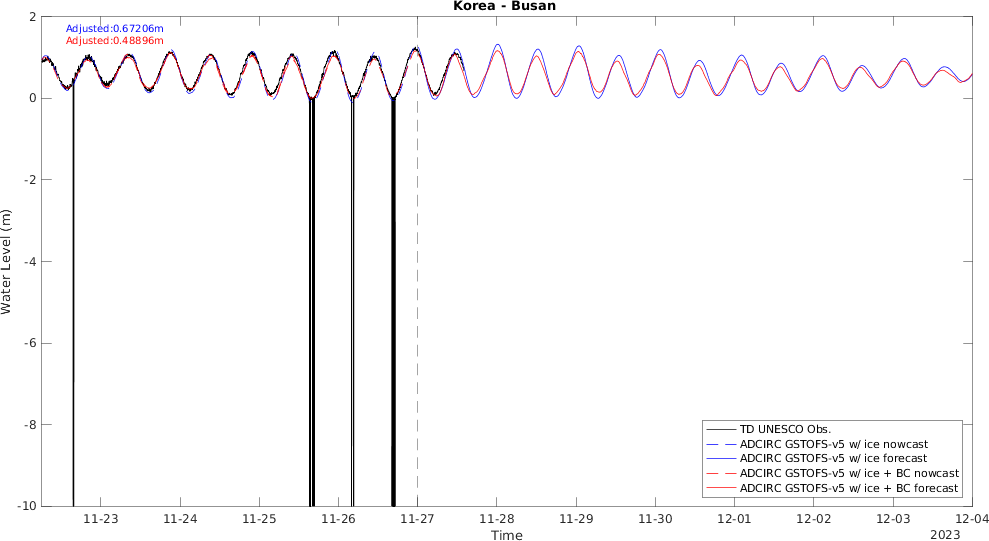 Korea - Busan
Adjusted:0.67206m
Adjusted:0.48896m
2
0
-2
-4
-6
-8
-10
Water Level (m)
TD UNESCO Obs.
ADCIRC GSTOFS-v5 w/ ice nowcast
ADCIRC GSTOFS-v5 w/ ice forecast
ADCIRC GSTOFS-v5 w/ ice + BC nowcast
ADCIRC GSTOFS-v5 w/ ice + BC forecast
11-23 11-24 11-25 11-26 11-27 11-28 11-29 11-30 12-01 12-02 12-03 12-04
Time
2023